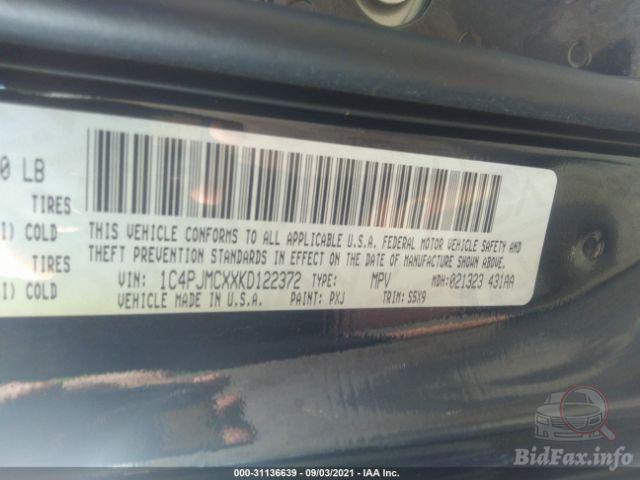 0 LB
TIRES
I) COLD
TIRES
I) COLD
THIS VEHICLE CONFORMS TO ALL APPLICABLE U.S.A. FEDERAL MOTOR VEHICLE SAFETY AND
THEFT PREVENTION STANDARDS IN EFFECT ON THE DATE OF MANUFACTURE SHOWN ABOVE.
VIN: 1C4PJMCXXKD122372 TYPE: MPV MDH:021323 431AA
VEHICLE MADE IN U.S.A. PAINT: PXJ TRIM: S5X9
000-31136639 - 09/03/2021 - IAA Inc.
BidFax.info